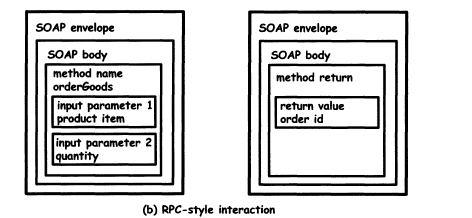 SOAP envelope
SOAP body
method name
orderGoods
input parameter 1
product item
input parameter 2
quantity
SOAP envelope
SOAP body
method return
return value
order id
(b) RPC-style interaction